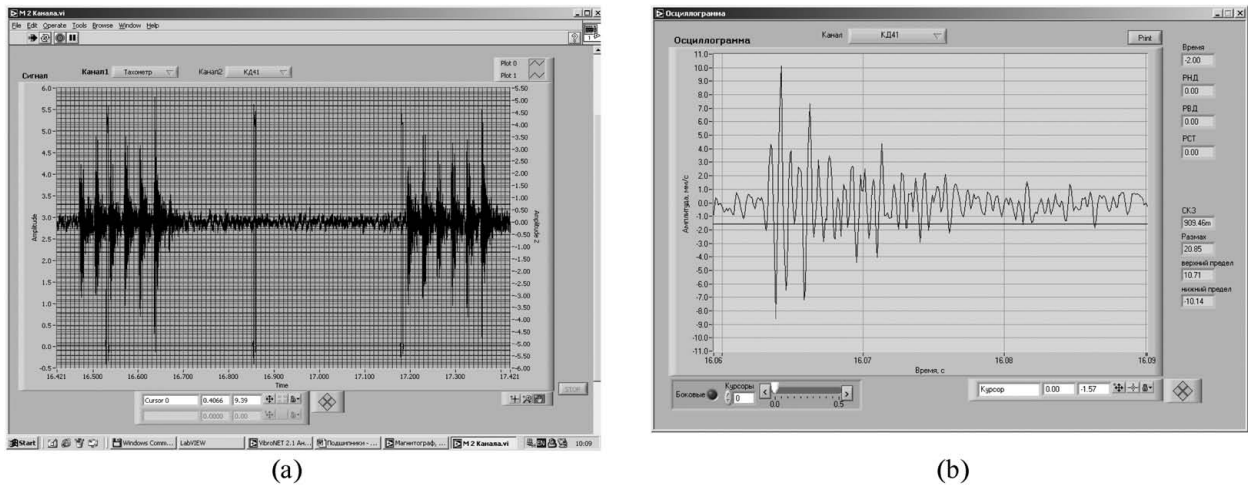 M 2 Канала.vi
File Edit Operate Tools Browse Window Help
Сигнал
Канал1 Тахометр
Канал2 КД41
Plot 0
Plot 1
6.0
5.5
5.0
4.5
4.0
3.5
3.0
2.5
2.0
1.5
1.0
0.5
0.0
-0.5
Amplitude
5.50
5.00
4.50
4.00
3.50
3.00
2.50
2.00
1.50
1.00
0.50
0.00
-0.50
-1.00
-1.50
-2.00
-2.50
-3.00
-3.50
-4.00
-4.50
-5.00
-5.50
-6.00
Amplitude 2
16.421 16.500 16.600 16.700 16.800 16.900 17.000 17.100 17.200 17.300 17.421
Time
STOP
Cursor 0 0.4066 9.39
0.0000 0.00
Start Windows Comm... LabVIEW VibroNET 2.1 Ан... Подшипники - ... Магнитограф, ... M 2 Канала.vi EN 10:09
(a)
Осциллограмма
Осциллограмма
Канал КД41
Print
11.0
10.0
9.0
8.0
7.0
6.0
5.0
4.0
3.0
2.0
1.0
0.0
-1.0
-2.0
-3.0
-4.0
-5.0
-6.0
-7.0
-8.0
-9.0
-10.0
-11.0
Амплитуда, мм/с
16.06 16.07 16.08 16.09
Время, с
Время
-2.00
РНД
0.00
РВД
0.00
РСТ
0.00
СКЗ
909.46m
Размах
20.85
верхний предел
10.71
нижний предел
-10.14
Боковые
Курсоры
0
0.0 0.5
Курсор 0.00 -1.57
(b)